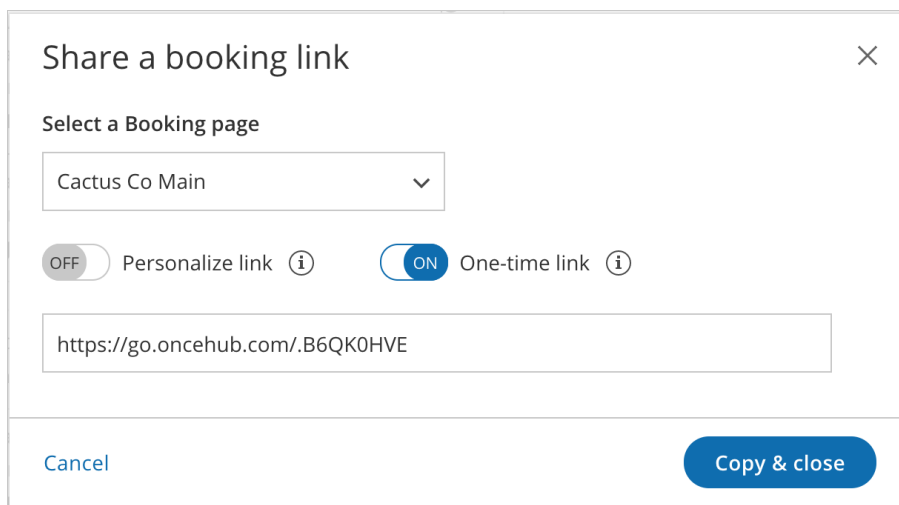 Share a booking link
Select a Booking page
Cactus Co Main
OFF Personalize link ON One-time link
https://go.oncehub.com/.B6QK0HVE
Cancel Copy & close